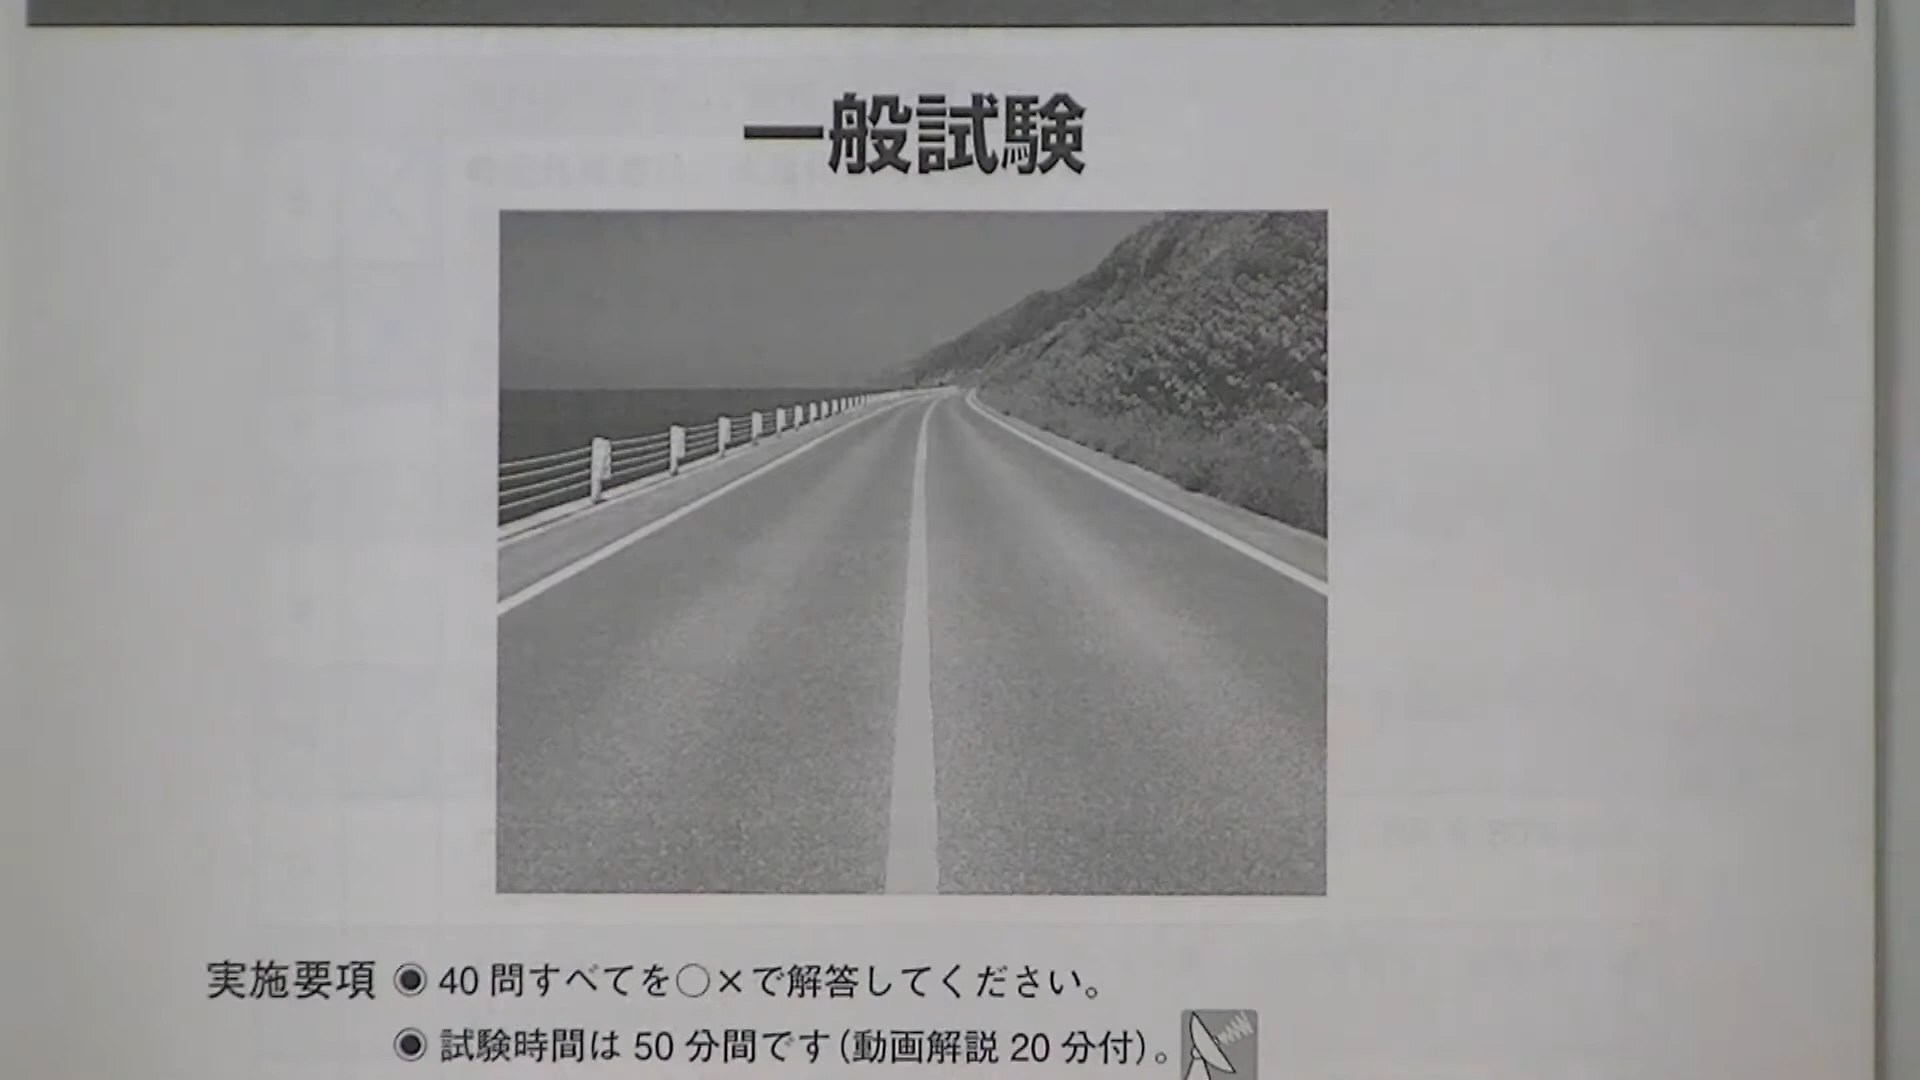 一般試験
実施要項 ◉ 40 問すべてを○×で解答してください。
◉ 試験時間は 50 分間です(動画解説 20 分付)。